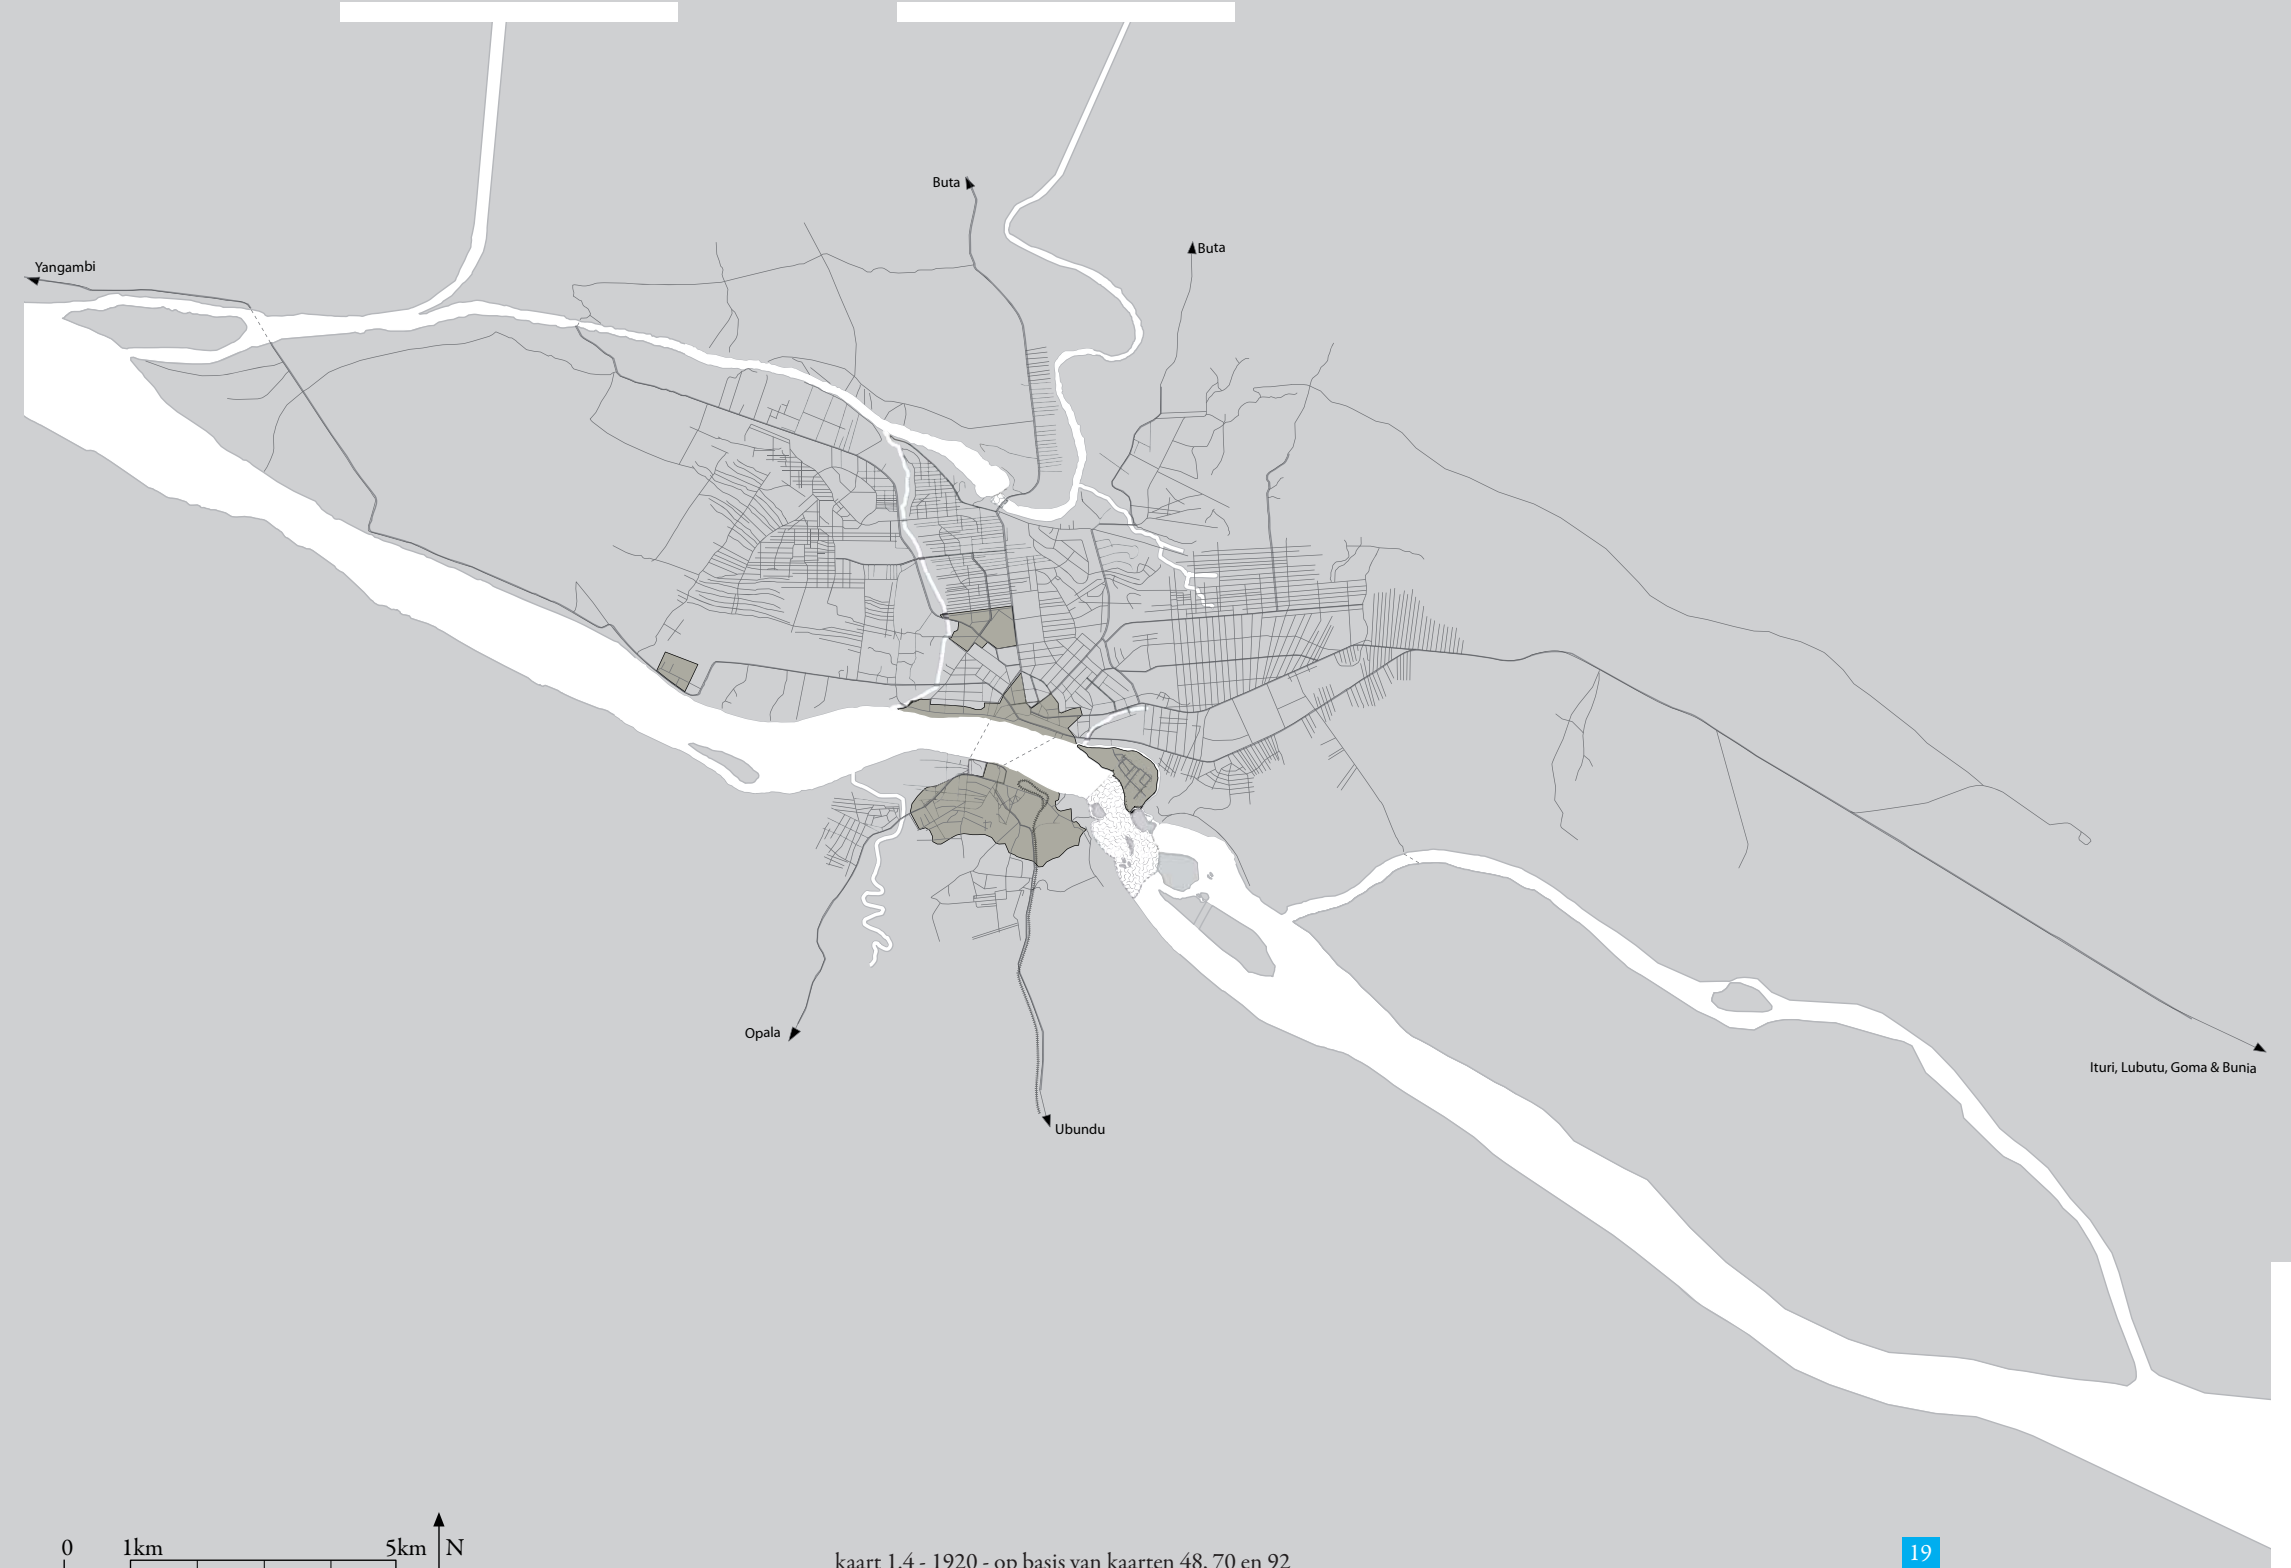 Buta
Buta
Yangambi
Opala
Ituri, Lubutu, Goma & Bunia
Ubundu
0 1km 5km N
kaart 1.4 - 1920 - op basis van kaarten 48, 70 en 92
19